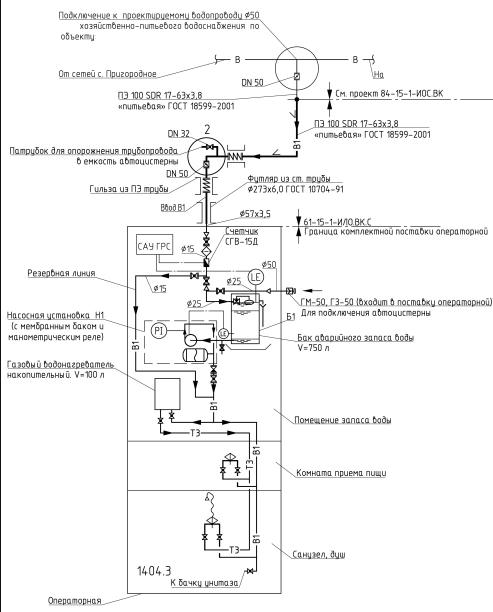 Подключение к проектируемому водопроводу Ø50
хозяйственно-питьевого водоснабжения по
объекту:
В
В
От сетей с. Пригородное
На
DN 50
ПЭ 100 SDR 17-63х3,8
«питьевая» ГОСТ 18599-2001
См. проект 84-15-1-ИОС.ВК
2
DN 32
ПЭ 100 SDR 17-63х3,8
«питьевая» ГОСТ 18599-2001
В1
Патрубок для опорожнения трубопровода
в емкость автоцистерны
DN 50
Футляр из ст. трубы
Ø273х6,0 ГОСТ 10704-91
Гильза из ПЭ трубы
Ввод В1
Ø57х3,5
61-15-1-ИЛО.ВК.С
Граница комплектной поставки операторной
Счетчик
СГВ-15Д
САУ ГРС
Ø15
Ø50
LE
Резервная линия
Ø15
Ø25
Ø25
ГМ-50, ГЗ-50 (входит в поставку операторной)
Для подключения автоцистерны
Насосная установка Н1
(с мембранным баком и
манометрическим реле)
PI
LE
Б1
Бак аварийного запаса воды
V=750 л
В1
Газовый водонагреватель
накопительный. V=100 л
В1
Помещение запаса воды
Т3
Т3
В1
Комната приема пищи
В1
Санузел, душ
Т3
1404.3
К бачку унитаза
Операторная